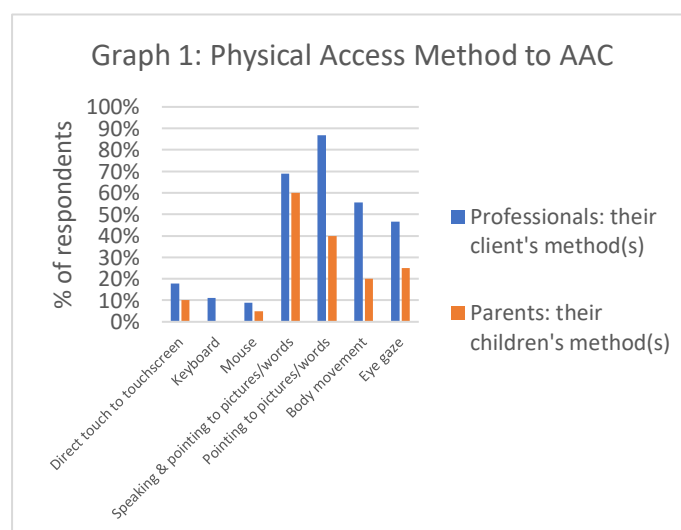 Graph 1: Physical Access Method to AAC
% of respondents
100%
90%
80%
70%
60%
50%
40%
30%
20%
10%
0%
Direct touch to touchscreen
Keyboard
Mouse
Speaking & pointing to pictures/words
Pointing to pictures/words
Body movement
Eye gaze
Professionals: their
client's method(s)
Parents: their
children's method(s)